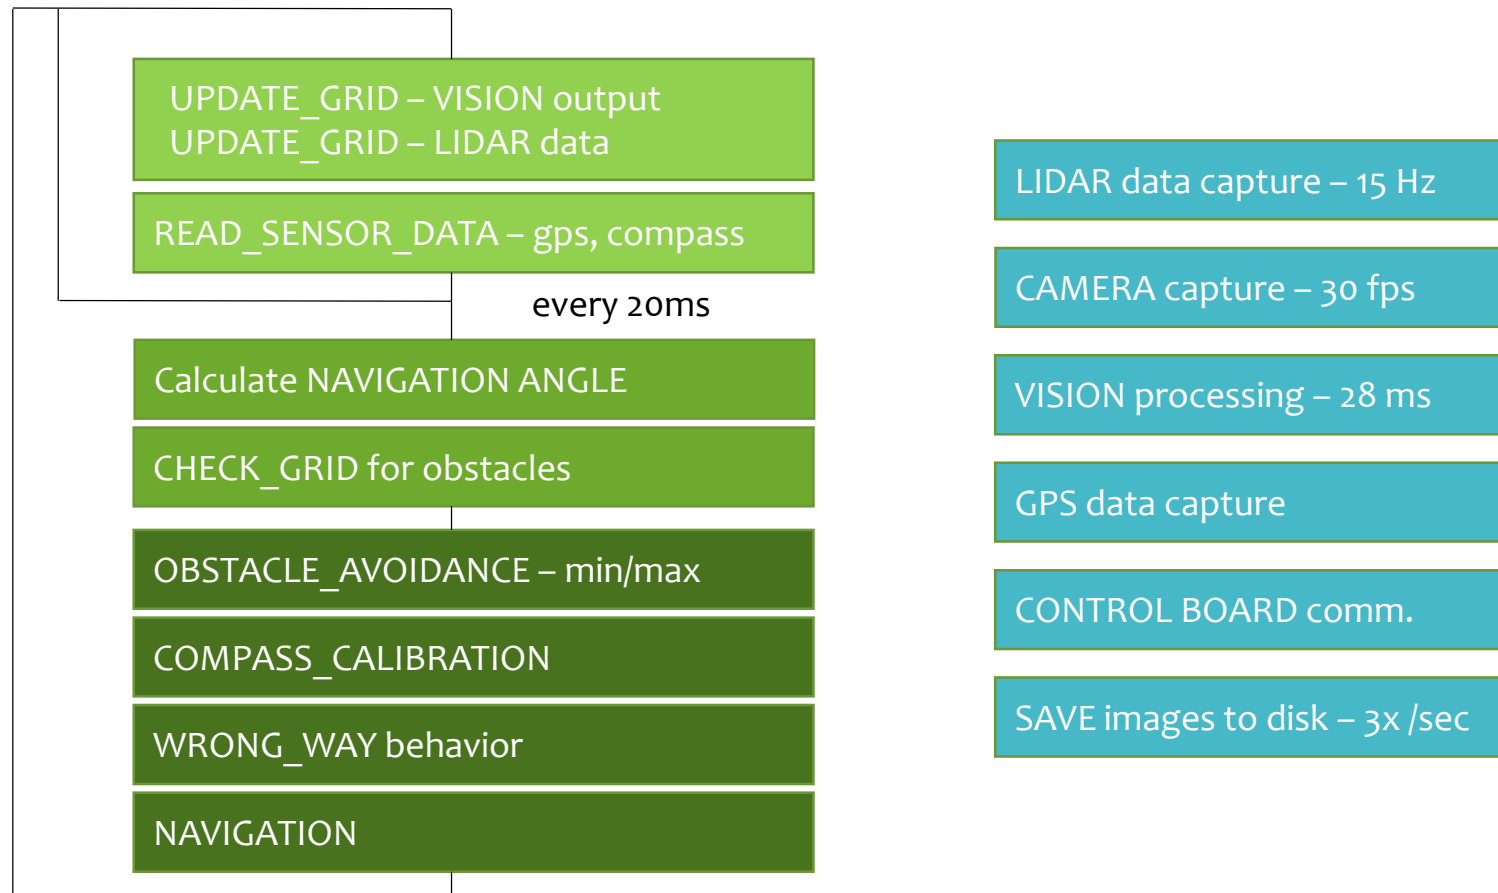 UPDATE_GRID – VISION output
UPDATE_GRID – LIDAR data
READ_SENSOR_DATA – gps, compass
every 20ms
Calculate NAVIGATION ANGLE
CHECK_GRID for obstacles
OBSTACLE_AVOIDANCE – min/max
COMPASS_CALIBRATION
WRONG_WAY behavior
NAVIGATION
LIDAR data capture – 15 Hz
CAMERA capture – 30 fps
VISION processing – 28 ms
GPS data capture
CONTROL BOARD comm.
SAVE images to disk – 3x /sec